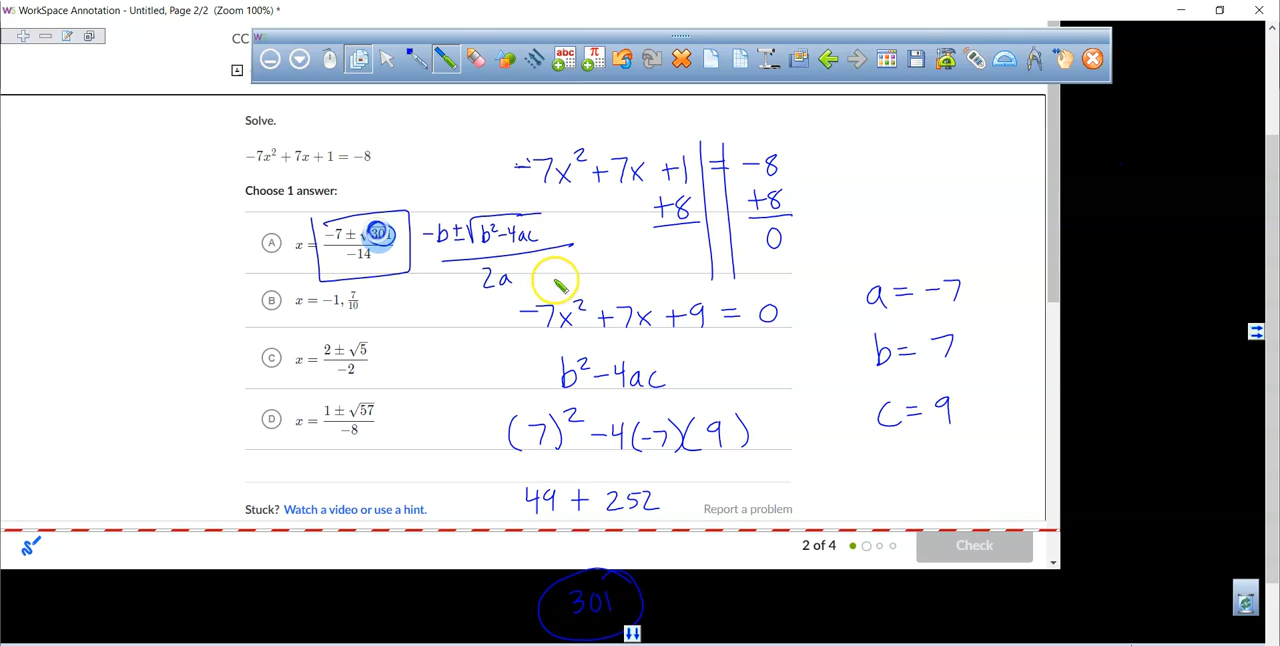 WS WorkSpace Annotation - Untitled, Page 2/2 (Zoom 100%) *
CC
WS
abc
π
Solve.
-7x² + 7x + 1 = -8
Choose 1 answer:
A x = (-7 ± √301)/(-14)
B x = -1, 7/10
C x = (2 ± √5)/(-2)
D x = (1 ± √57)/(-8)
Stuck? Watch a video or use a hint.
Report a problem
2 of 4
Check
-7x² + 7x + 1 = -8
+8 +8
0
-b ± √b²-4ac
2a
-7x² + 7x + 9 = 0
b² - 4ac
(7)² - 4(-7)(9)
49 + 252
301
a = -7
b = 7
c = 9